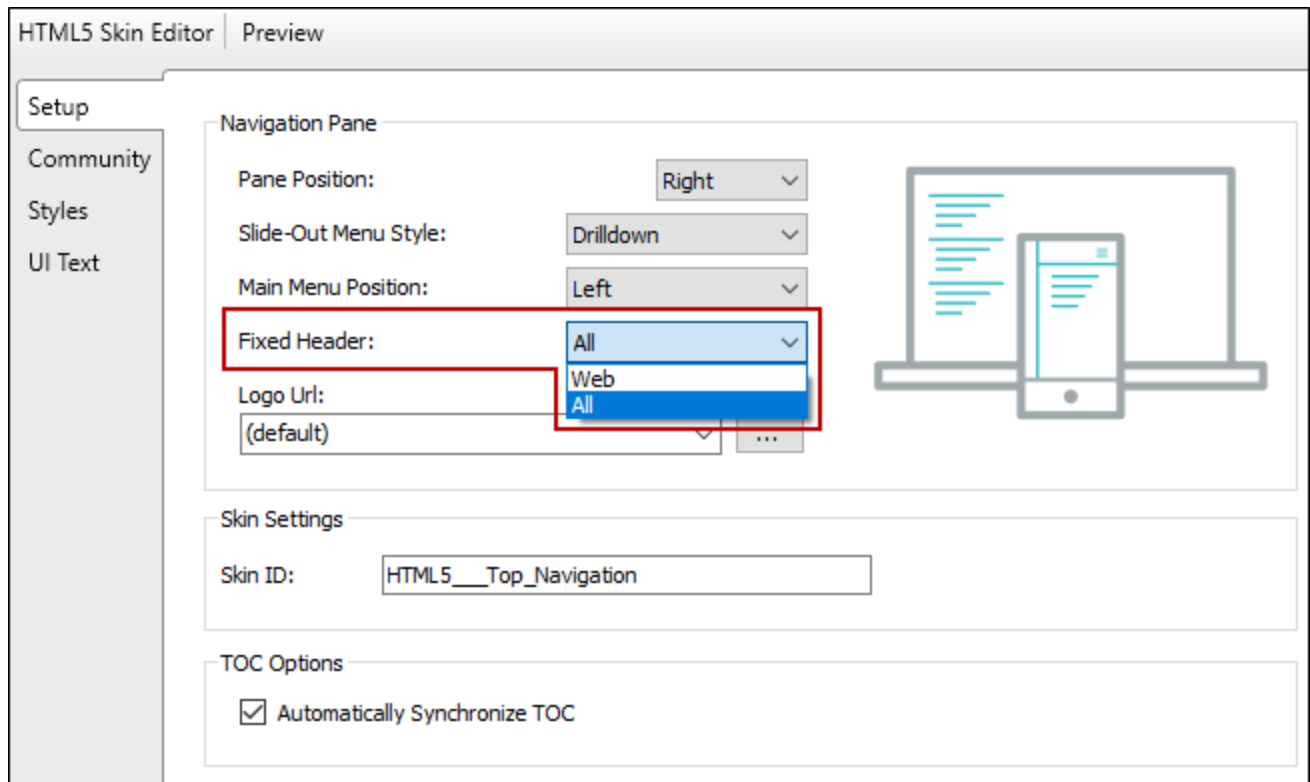 HTML5 Skin Editor Preview
Setup
Community
Styles
UI Text
Navigation Pane
Pane Position: Right
Slide-Out Menu Style: Drilldown
Main Menu Position: Left
Fixed Header: All
Web
All
Logo Url:
(default) ...
Skin Settings
Skin ID: HTML5___Top_Navigation
TOC Options
Automatically Synchronize TOC